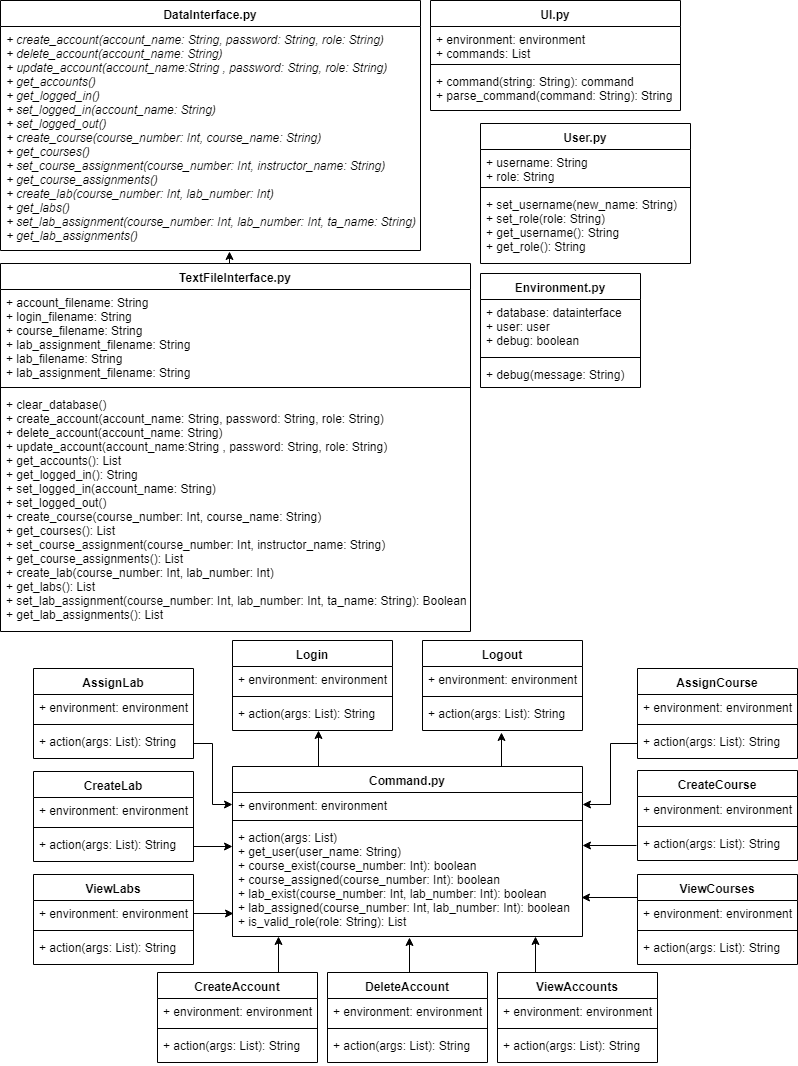 DataInterface.py
+ create_account(account_name: String, password: String, role: String)
+ delete_account(account_name: String)
+ update_account(account_name:String , password: String, role: String)
+ get_accounts()
+ get_logged_in()
+ set_logged_in(account_name: String)
+ set_logged_out()
+ create_course(course_number: Int, course_name: String)
+ get_courses()
+ set_course_assignment(course_number: Int, instructor_name: String)
+ get_course_assignments()
+ create_lab(course_number: Int, lab_number: Int)
+ get_labs()
+ set_lab_assignment(course_number: Int, lab_number: Int, ta_name: String)
+ get_lab_assignments()
UI.py
+ environment: environment
+ commands: List
+ command(string: String): command
+ parse_command(command: String): String
User.py
+ username: String
+ role: String
+ set_username(new_name: String)
+ set_role(role: String)
+ get_username(): String
+ get_role(): String
TextFileInterface.py
+ account_filename: String
+ login_filename: String
+ course_filename: String
+ lab_assignment_filename: String
+ lab_filename: String
+ lab_assignment_filename: String
+ clear_database()
+ create_account(account_name: String, password: String, role: String)
+ delete_account(account_name: String)
+ update_account(account_name:String , password: String, role: String)
+ get_accounts(): List
+ get_logged_in(): String
+ set_logged_in(account_name: String)
+ set_logged_out()
+ create_course(course_number: Int, course_name: String)
+ get_courses(): List
+ set_course_assignment(course_number: Int, instructor_name: String)
+ get_course_assignments(): List
+ create_lab(course_number: Int, lab_number: Int)
+ get_labs(): List
+ set_lab_assignment(course_number: Int, lab_number: Int, ta_name: String): Boolean
+ get_lab_assignments(): List
Environment.py
+ database: datainterface
+ user: user
+ debug: boolean
+ debug(message: String)
Login
+ environment: environment
+ action(args: List): String
Logout
+ environment: environment
+ action(args: List): String
AssignLab
+ environment: environment
+ action(args: List): String
AssignCourse
+ environment: environment
+ action(args: List): String
CreateLab
+ environment: environment
+ action(args: List): String
Command.py
+ environment: environment
+ action(args: List)
+ get_user(user_name: String)
+ course_exist(course_number: Int): boolean
+ course_assigned(course_number: Int): boolean
+ lab_exist(course_number: Int, lab_number: Int): boolean
+ lab_assigned(course_number: Int, lab_number: Int): boolean
+ is_valid_role(role: String): List
CreateCourse
+ environment: environment
+ action(args: List): String
ViewLabs
+ environment: environment
+ action(args: List): String
ViewCourses
+ environment: environment
+ action(args: List): String
CreateAccount
+ environment: environment
+ action(args: List): String
DeleteAccount
+ environment: environment
+ action(args: List): String
ViewAccounts
+ environment: environment
+ action(args: List): String